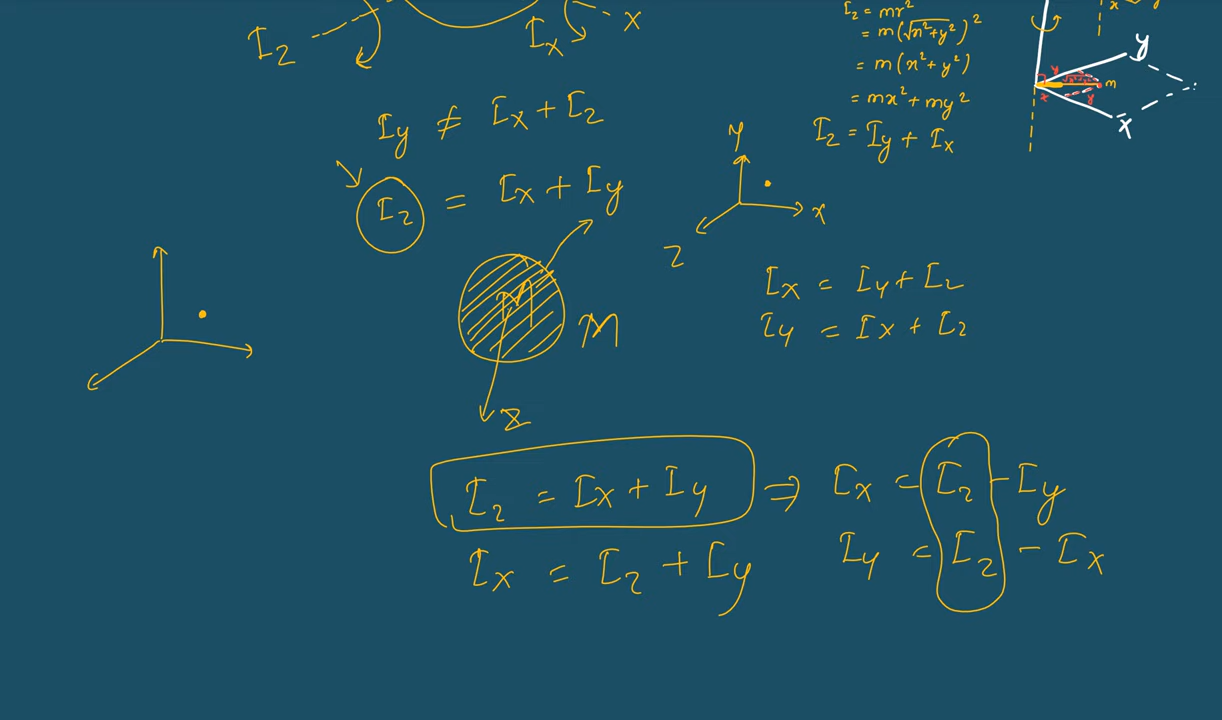 I₂
Iₓ
x
Iy ≠ Iₓ + I₂
I₂ = Iₓ + Iy
M
z
I₂ = mr²
= m(√x²+y²)²
= m(x²+y²)
= mx² + my²
I₂ = Iy + Iₓ
y
x
m
y
x
y
y
x
z
Iₓ = Iy + I₂
Iy = Iₓ + I₂
I₂ = Iₓ + Iy ⇒ Iₓ = I₂ − Iy
Iₓ = I₂ + Iy
Iy = I₂ − Iₓ